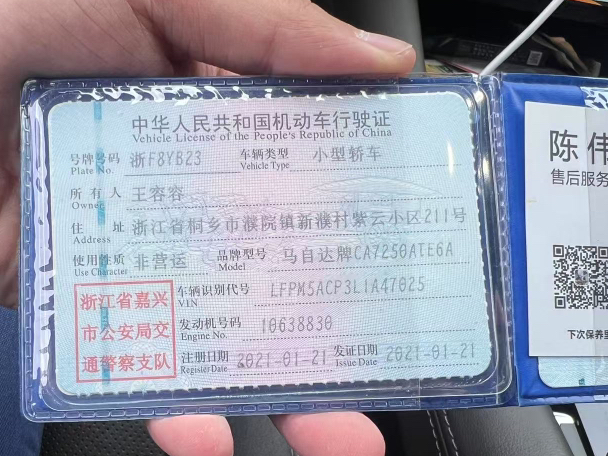 中华人民共和国机动车行驶证
Vehicle License of the People's Republic of China
号牌号码 浙F8YB23 车辆类型 小型轿车
Plate No. Vehicle Type
所有人 王容容
Owner
住址 浙江省桐乡市濮院镇新濮村紫云小区211号
Address
使用性质 非营运 品牌型号 马自达牌CA7250ATE6A
Use Character Model
浙江省嘉兴
市公安局交
通警察支队
车辆识别代号 LFPM5ACP3L1A47025
VIN
发动机号码 10638830
Engine No.
注册日期 2021-01-21 发证日期 2021-01-21
Register Date Issue Date
陈伟
售后服务
下次保养里